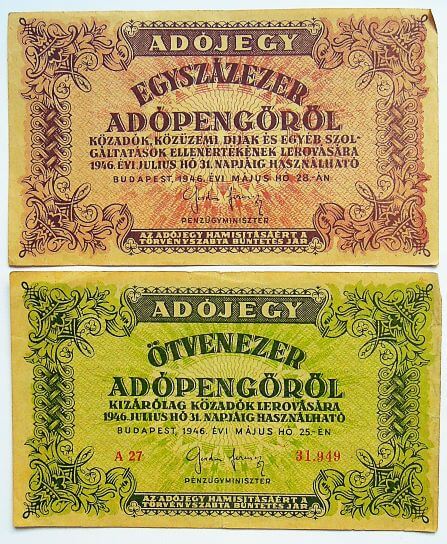 ADÓJEGY
EGYSZÁZEZER
ADÓPENGŐRŐL
KÖZADÓK, KÖZÜZEMI DIJAK ÉS EGYÉB SZOL-
GÁLTATÁSOK ELLENÉRTÉKÉNEK LEROVÁSÁRA
1946. ÉVI JULIUS HÓ 31. NAPJÁIG HASZNÁLHATÓ
BUDAPEST, 1946. ÉVI MÁJUS HÓ 28.-ÁN
PÉNZÜGYMINISZTER
AZ ADÓJEGY HAMISITÁSÁÉRT A
TÖRVÉNYSZABTA BÜNTETÉS JÁR
ADÓJEGY
ÖTVENEZER
ADÓPENGŐRŐL
KIZÁRÓLAG KÖZADÓK LEROVÁSÁRA
1946. JULIUS HÓ 31. NAPJÁIG HASZNÁLHATÓ
BUDAPEST, 1946. ÉVI MÁJUS HÓ 25.-ÉN
A 27 31.949
PÉNZÜGYMINISZTER
AZ ADÓJEGY HAMISITÁSÁÉRT A
TÖRVÉNYSZABTA BÜNTETÉS JÁR